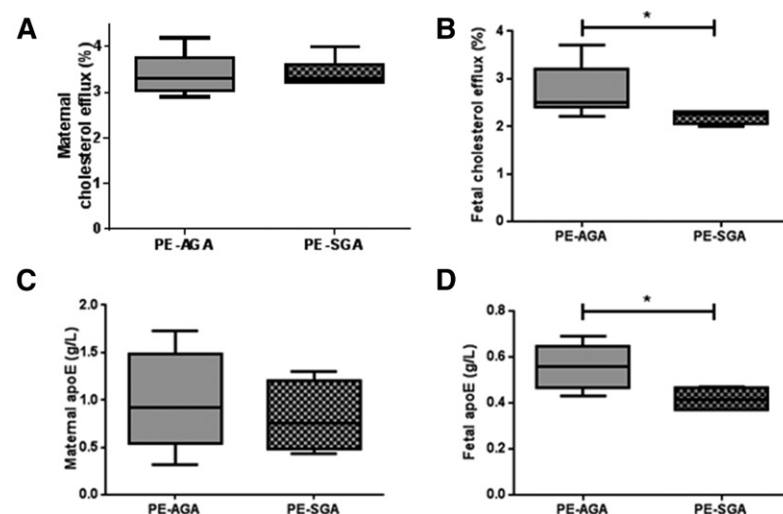 A
Maternal
cholesterol efflux (%)
4
3
2
1
0
PE-AGA
PE-SGA
B
Fetal cholesterol efflux (%)
4
3
2
1
0
*
PE-AGA
PE-SGA
C
Maternal apoE (g/L)
2.0
1.5
1.0
0.5
0.0
PE-AGA
PE-SGA
D
Fetal apoE (g/L)
0.8
0.6
0.4
0.2
0.0
*
PE-AGA
PE-SGA